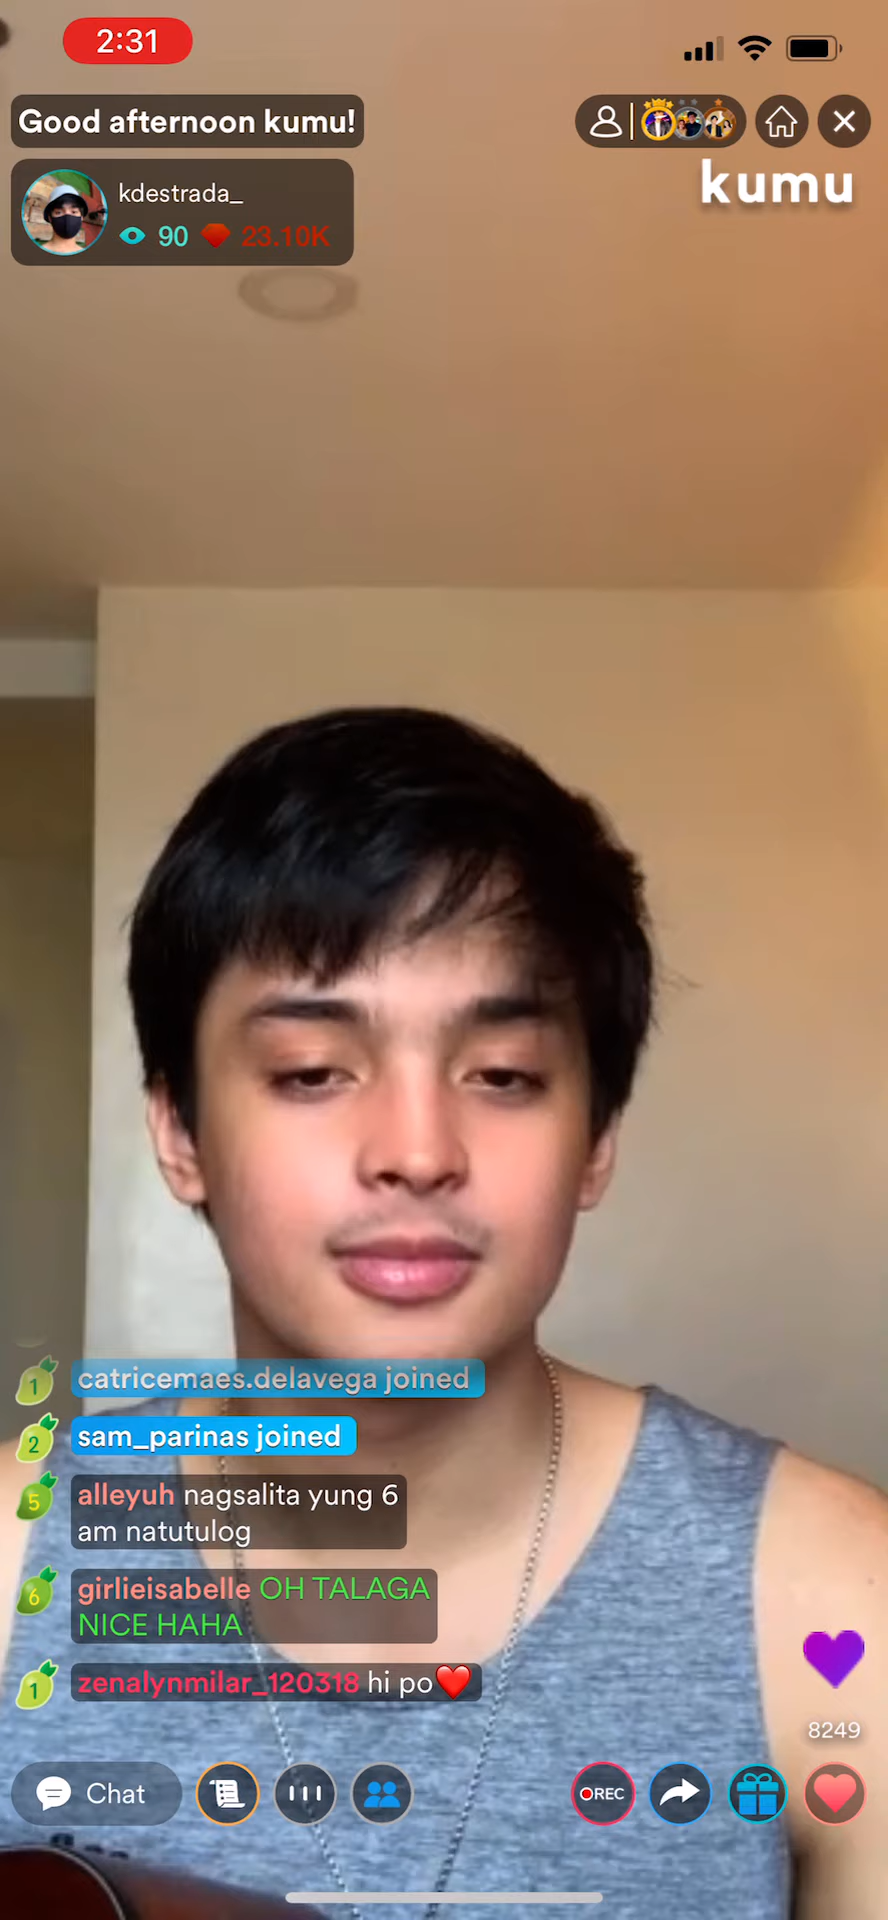 2:31
Good afternoon kumu!
kumu
kdestrada_
90 23.10K
catricemaes.delavega joined
sam_parinas joined
alleyuh nagsalita yung 6
am natutulog
girlieisabelle OH TALAGA
NICE HAHA
zenalynmilar_120318 hi po❤️
8249
Chat
REC
1
2
5
6
1